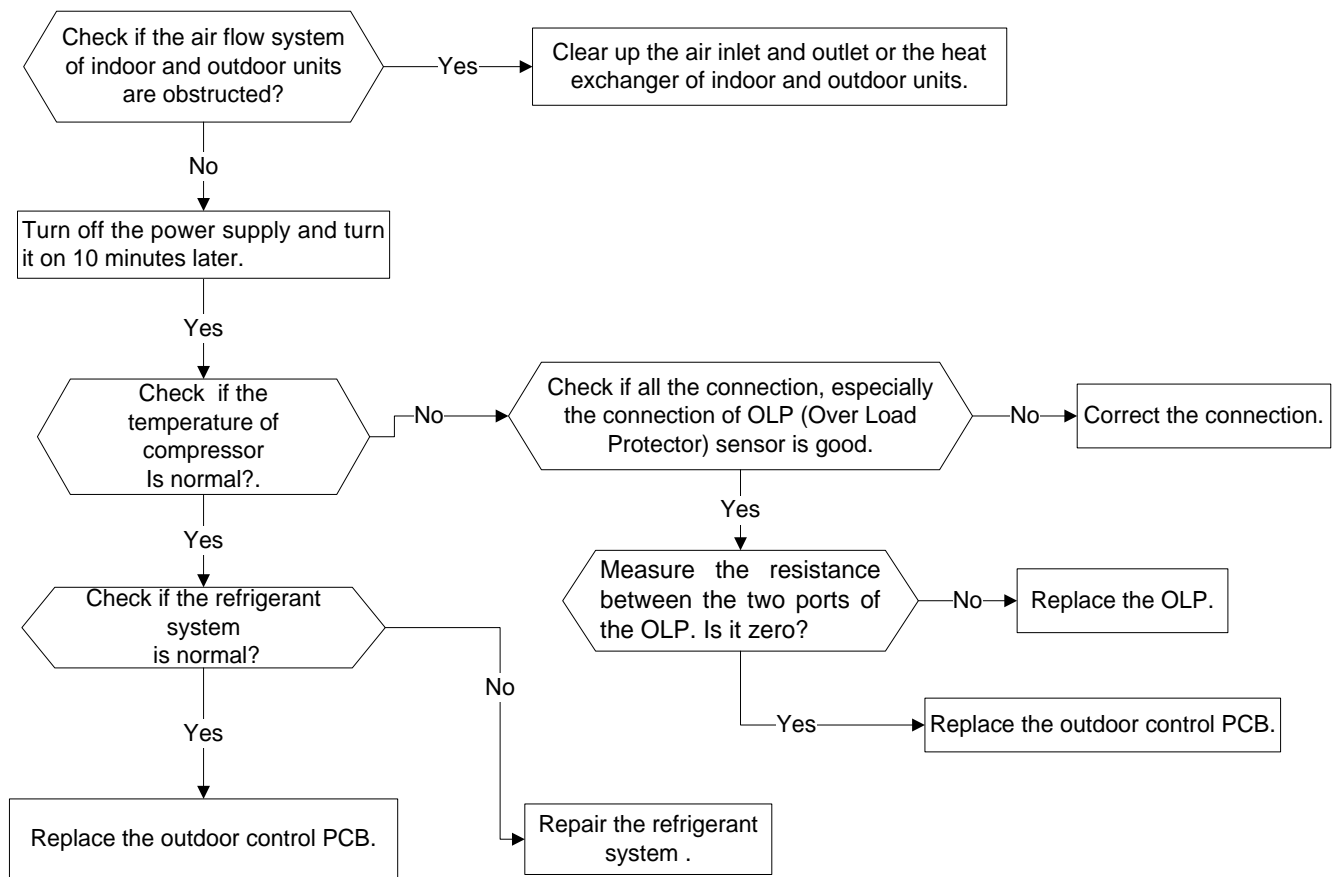 Check if the air flow system
of indoor and outdoor units
are obstructed?
Yes
Clear up the air inlet and outlet or the heat
exchanger of indoor and outdoor units.
No
Turn off the power supply and turn
it on 10 minutes later.
Yes
Check if the
temperature of
compressor
Is normal?.
No
Check if all the connection, especially
the connection of OLP (Over Load
Protector) sensor is good.
No
Correct the connection.
Yes
Yes
Check if the refrigerant
system
is normal?
Measure the resistance
between the two ports of
the OLP. Is it zero?
No
Replace the OLP.
No
Yes
Yes
Replace the outdoor control PCB.
Replace the outdoor control PCB.
Repair the refrigerant
system .